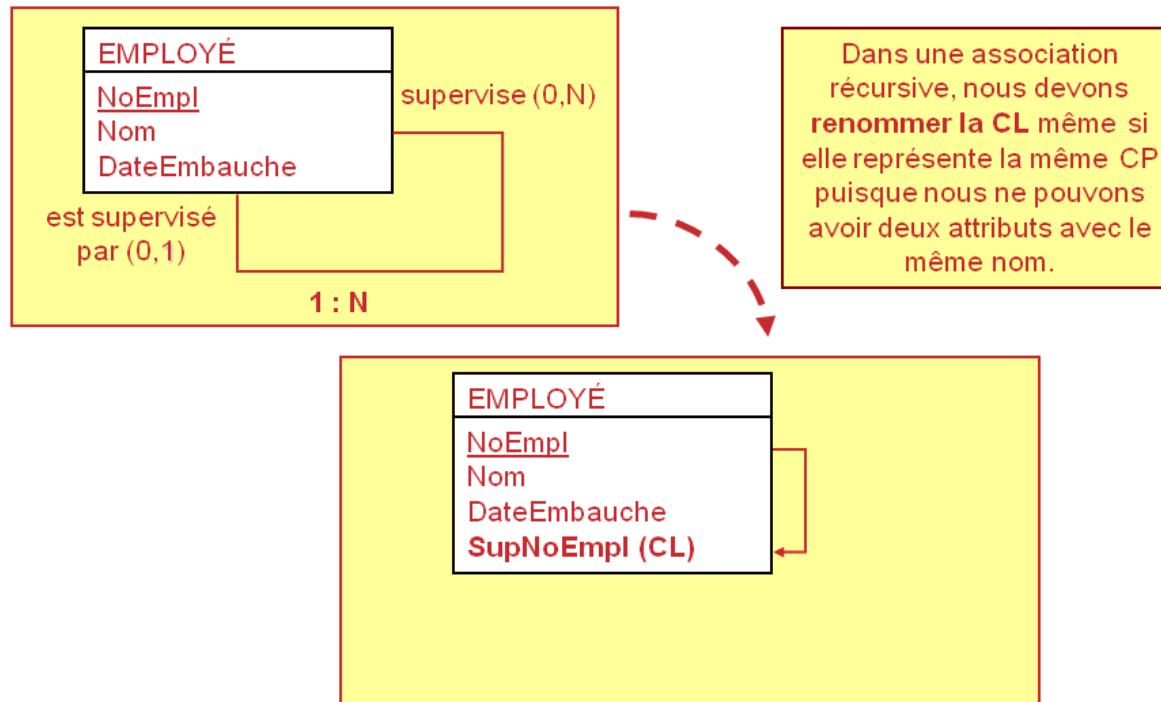 EMPLOYÉ
NoEmpl
Nom
DateEmbauche
supervise (0,N)
est supervisé
par (0,1)
1 : N
Dans une association
récursive, nous devons
renommer la CL même si
elle représente la même CP
puisque nous ne pouvons
avoir deux attributs avec le
même nom.
EMPLOYÉ
NoEmpl
Nom
DateEmbauche
SupNoEmpl (CL)